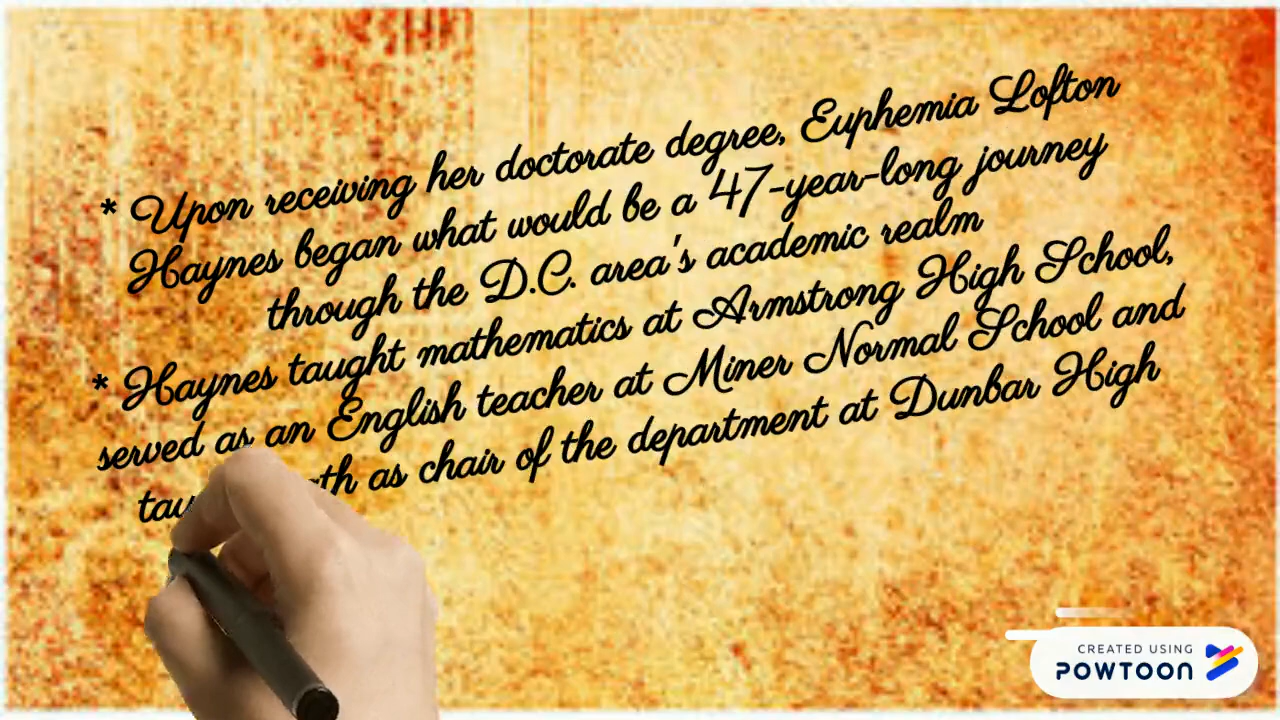 * Upon receiving her doctorate degree, Euphemia Lofton
Haynes began what would be a 47-year-long journey
through the D.C. area's academic realm
* Haynes taught mathematics at Armstrong High School,
served as an English teacher at Miner Normal School and
as chair of the department at Dunbar High
CREATED USING
POWTOON